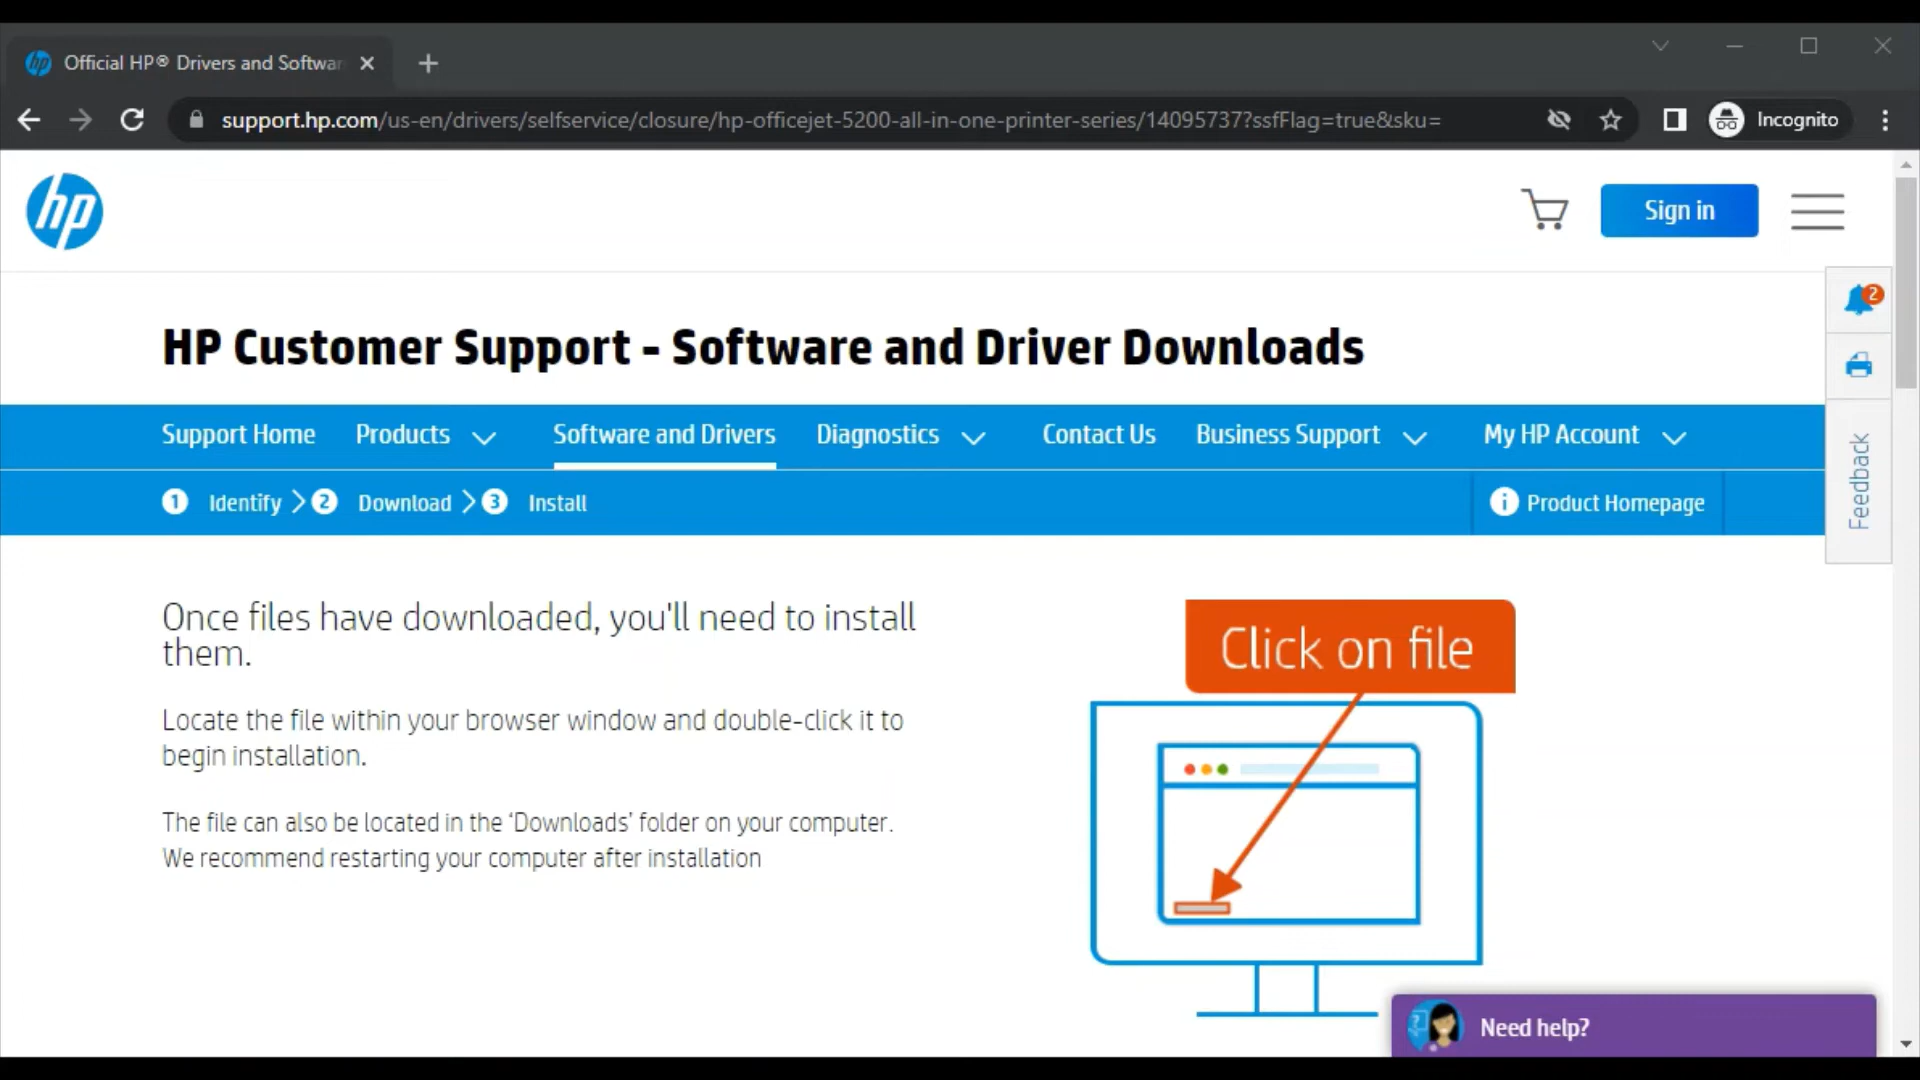 Official HP® Drivers and Softwar
support.hp.com/us-en/drivers/selfservice/closure/hp-officejet-5200-all-in-one-printer-series/14095737?ssfFlag=true&sku=
Incognito
hp
Sign in
2
HP Customer Support - Software and Driver Downloads
Support Home Products Software and Drivers Diagnostics Contact Us Business Support My HP Account
1 Identify 2 Download 3 Install
i Product Homepage
Feedback
Once files have downloaded, you'll need to install
them.
Locate the file within your browser window and double-click it to
begin installation.
The file can also be located in the ‘Downloads’ folder on your computer.
We recommend restarting your computer after installation
Click on file
Need help?